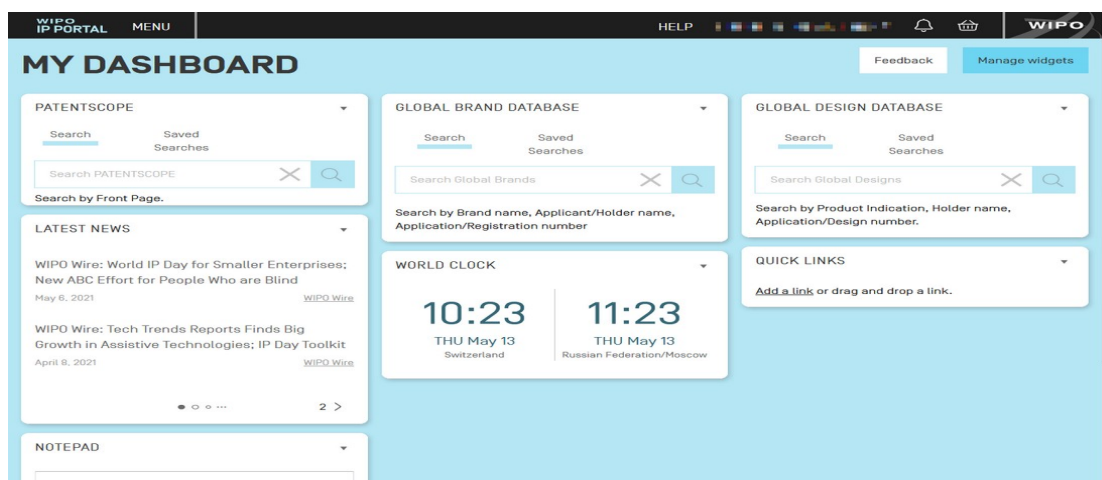 WIPO
IP PORTAL
MENU
HELP
WIPO
MY DASHBOARD
Feedback
Manage widgets
PATENTSCOPE
Search
Saved
Searches
Search PATENTSCOPE
Search by Front Page.
LATEST NEWS
WIPO Wire: World IP Day for Smaller Enterprises;
New ABC Effort for People Who are Blind
May 6, 2021
WIPO Wire
WIPO Wire: Tech Trends Reports Finds Big
Growth in Assistive Technologies; IP Day Toolkit
April 8, 2021
WIPO Wire
2 >
NOTEPAD
GLOBAL BRAND DATABASE
Search
Saved
Searches
Search Global Brands
Search by Brand name, Applicant/Holder name,
Application/Registration number
WORLD CLOCK
10:23
THU May 13
Switzerland
11:23
THU May 13
Russian Federation/Moscow
GLOBAL DESIGN DATABASE
Search
Saved
Searches
Search Global Designs
Search by Product Indication, Holder name,
Application/Design number.
QUICK LINKS
Add a link or drag and drop a link.